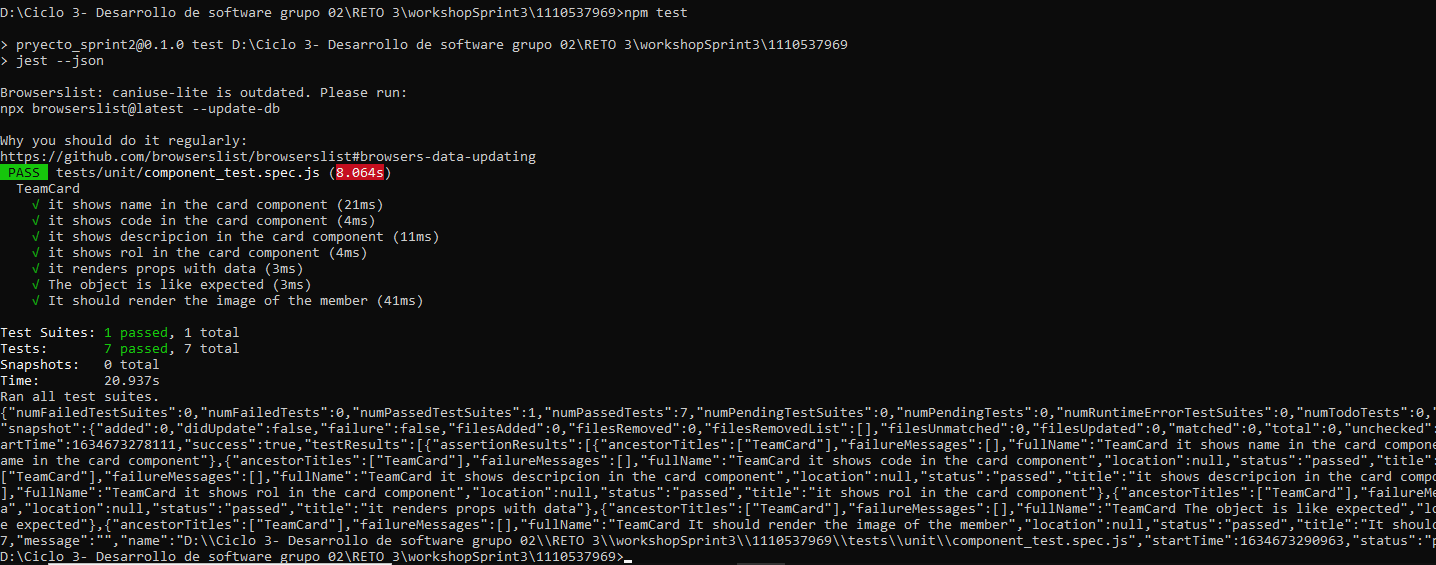 D:\Ciclo 3- Desarrollo de software grupo 02\RETO 3\workshopSprint3\1110537969>npm test
> pryecto_sprint2@0.1.0 test D:\Ciclo 3- Desarrollo de software grupo 02\RETO 3\workshopSprint3\1110537969
> jest --json
Browserslist: caniuse-lite is outdated. Please run:
npx browserslist@latest --update-db
Why you should do it regularly:
https://github.com/browserslist/browserslist#browsers-data-updating
PASS tests/unit/component_test.spec.js (8.064s)
TeamCard
√ it shows name in the card component (21ms)
√ it shows code in the card component (4ms)
√ it shows descripcion in the card component (11ms)
√ it shows rol in the card component (4ms)
√ it renders props with data (3ms)
√ The object is like expected (3ms)
√ It should render the image of the member (41ms)
Test Suites: 1 passed, 1 total
Tests: 7 passed, 7 total
Snapshots: 0 total
Time: 20.937s
Ran all test suites.
{"numFailedTestSuites":0,"numFailedTests":0,"numPassedTestSuites":1,"numPassedTests":7,"numPendingTestSuites":0,"numPendingTests":0,"numRuntimeErrorTestSuites":0,"numTodoTests":0,"
"snapshot":{"added":0,"didUpdate":false,"failure":false,"filesAdded":0,"filesRemoved":0,"filesRemovedList":[],"filesUnmatched":0,"filesUpdated":0,"matched":0,"total":0,"unchecked":
artTime":1634673278111,"success":true,"testResults":[{"assertionResults":[{"ancestorTitles":["TeamCard"],"failureMessages":[],"fullName":"TeamCard it shows name in the card compone
ame in the card component"},{"ancestorTitles":["TeamCard"],"failureMessages":[],"fullName":"TeamCard it shows code in the card component","location":null,"status":"passed","title":
["TeamCard"],"failureMessages":[],"fullName":"TeamCard it shows descripcion in the card component","location":null,"status":"passed","title":"it shows descripcion in the card compo
],"fullName":"TeamCard it shows rol in the card component","location":null,"status":"passed","title":"it shows rol in the card component"},{"ancestorTitles":["TeamCard"],"failureMe
a","location":null,"status":"passed","title":"it renders props with data"},{"ancestorTitles":["TeamCard"],"failureMessages":[],"fullName":"TeamCard The object is like expected","lo
e expected"},{"ancestorTitles":["TeamCard"],"failureMessages":[],"fullName":"TeamCard It should render the image of the member","location":null,"status":"passed","title":"It shoul
7,"message":"","name":"D:\\Ciclo 3- Desarrollo de software grupo 02\\RETO 3\\workshopSprint3\\1110537969\\tests\\unit\\component_test.spec.js","startTime":1634673290963,"status":"p
D:\Ciclo 3- Desarrollo de software grupo 02\RETO 3\workshopSprint3\1110537969>